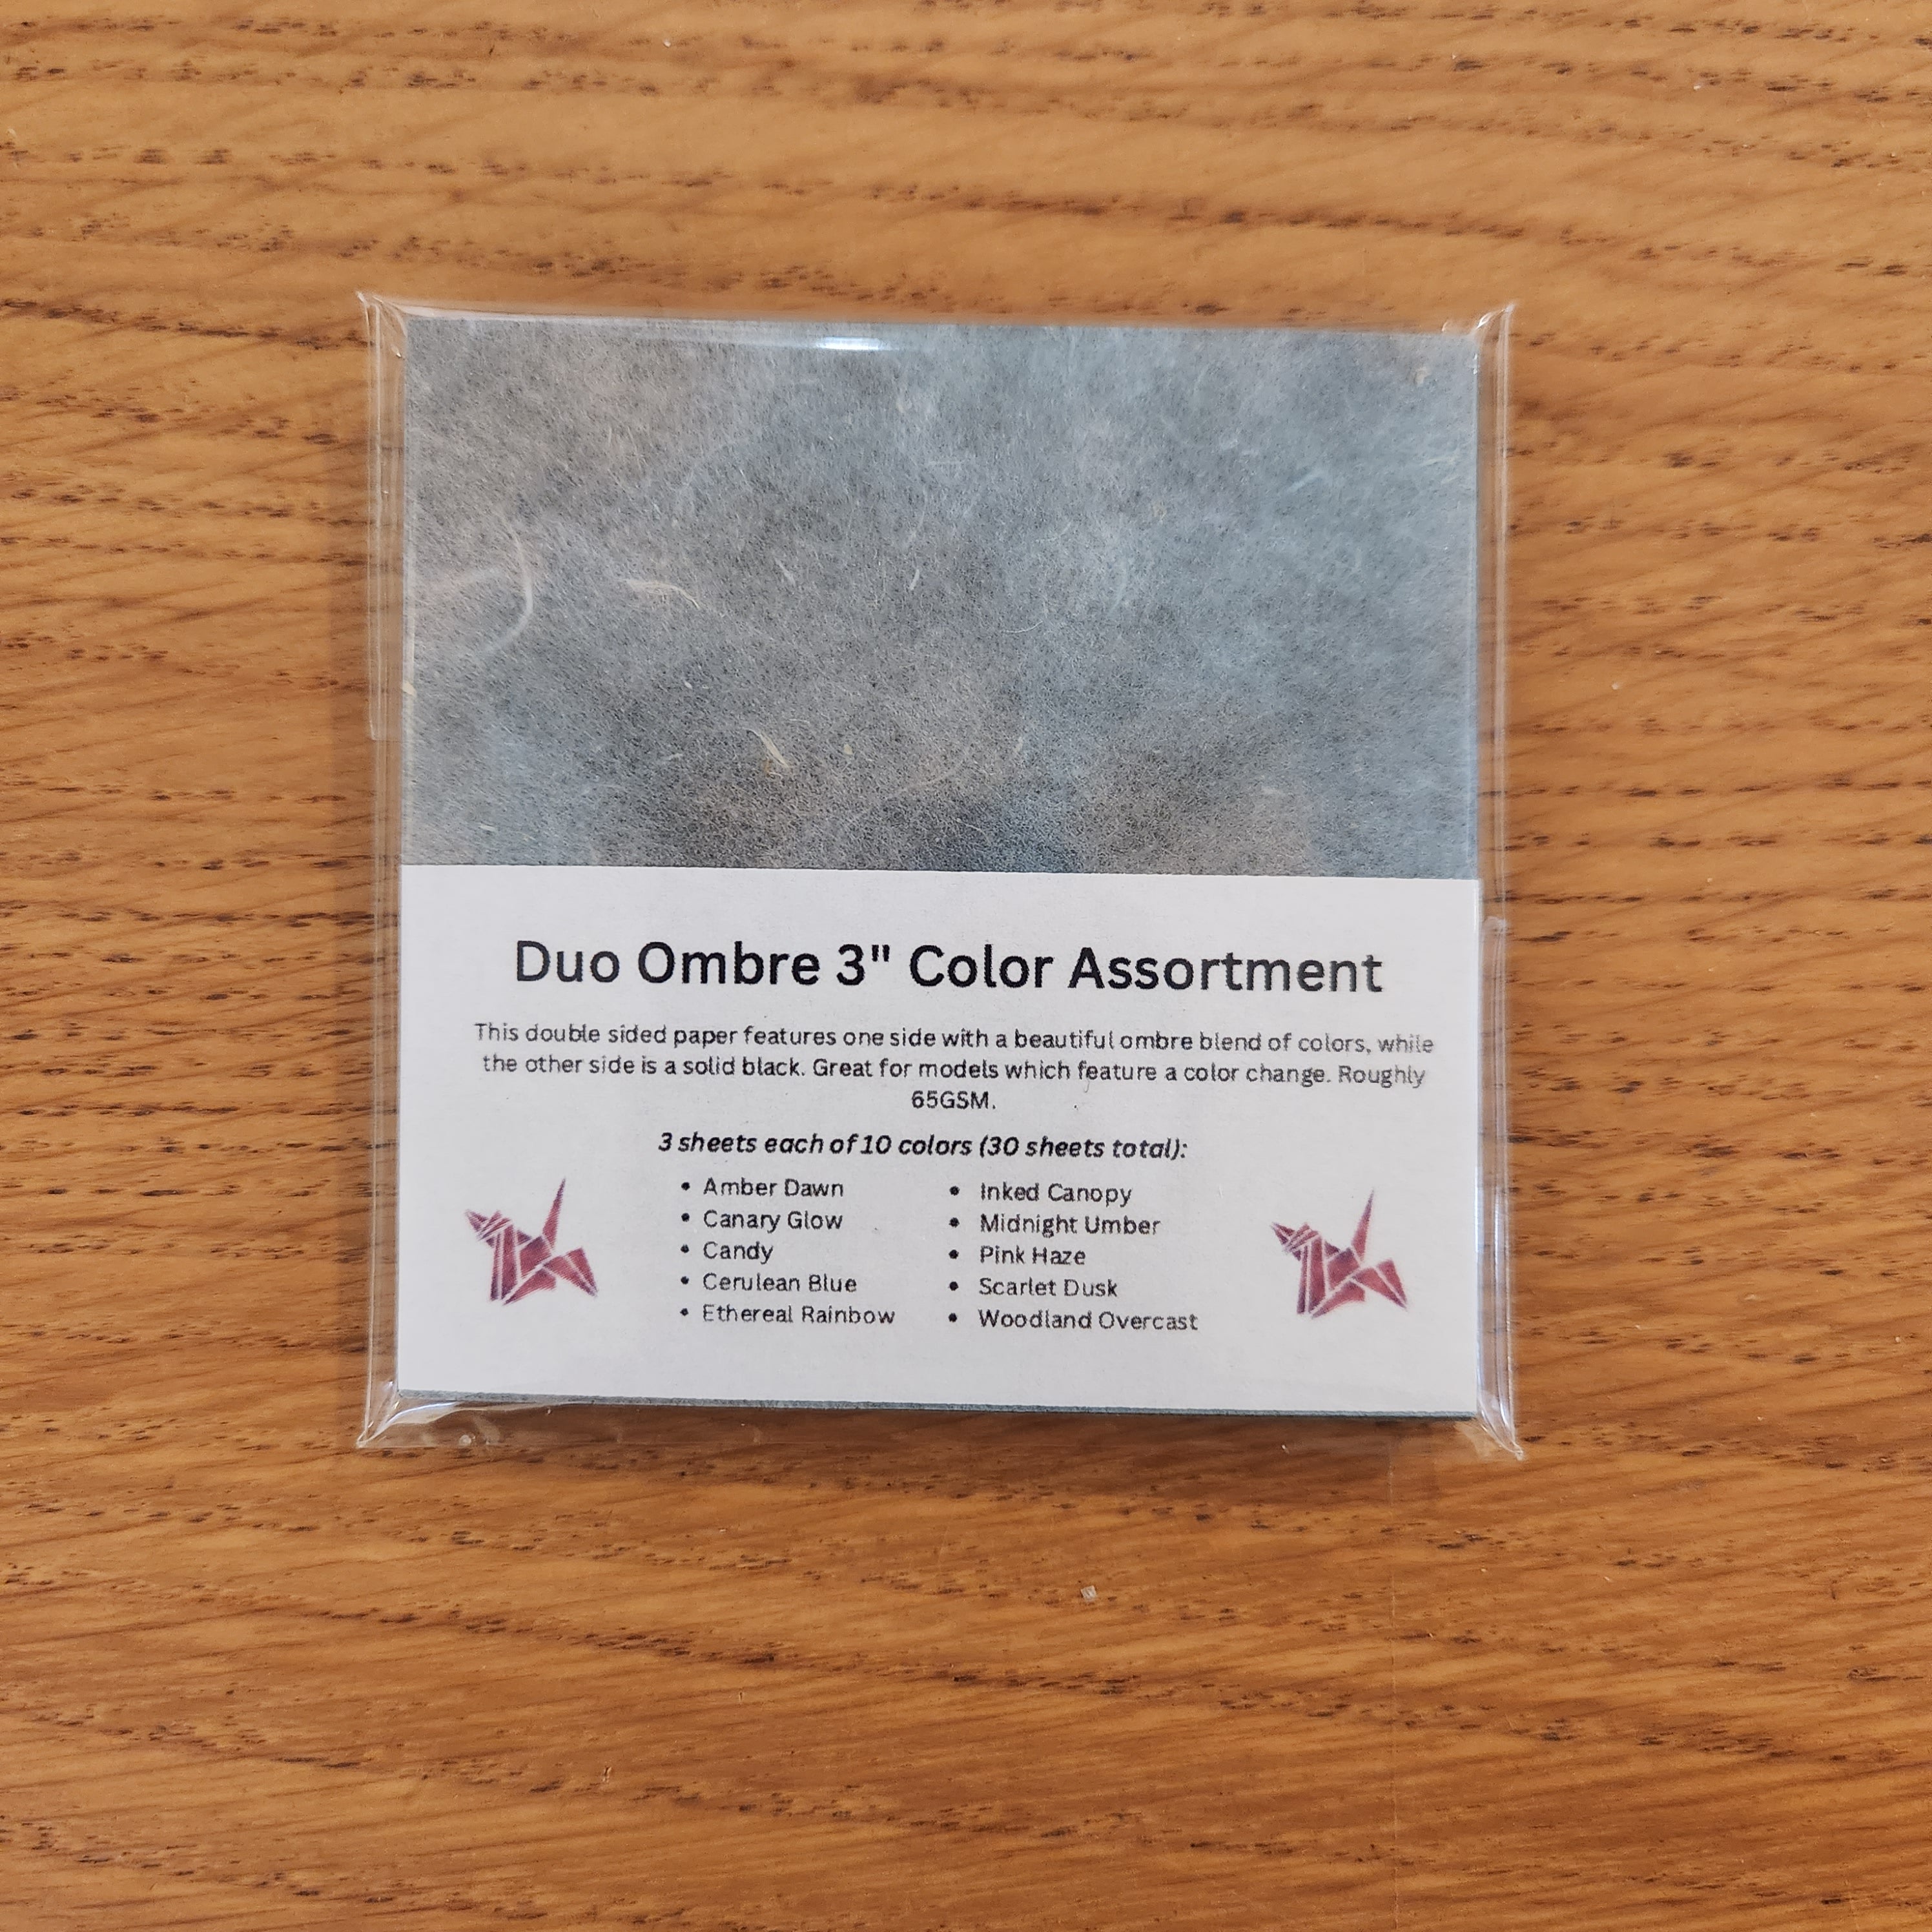 Duo Ombre 3" Color Assortment
This double sided paper features one side with a beautiful ombre blend of colors, while
the other side is a solid black. Great for models which feature a color change. Roughly
65GSM.
3 sheets each of 10 colors (30 sheets total):
• Amber Dawn
• Canary Glow
• Candy
• Cerulean Blue
• Ethereal Rainbow
• Inked Canopy
• Midnight Umber
• Pink Haze
• Scarlet Dusk
• Woodland Overcast